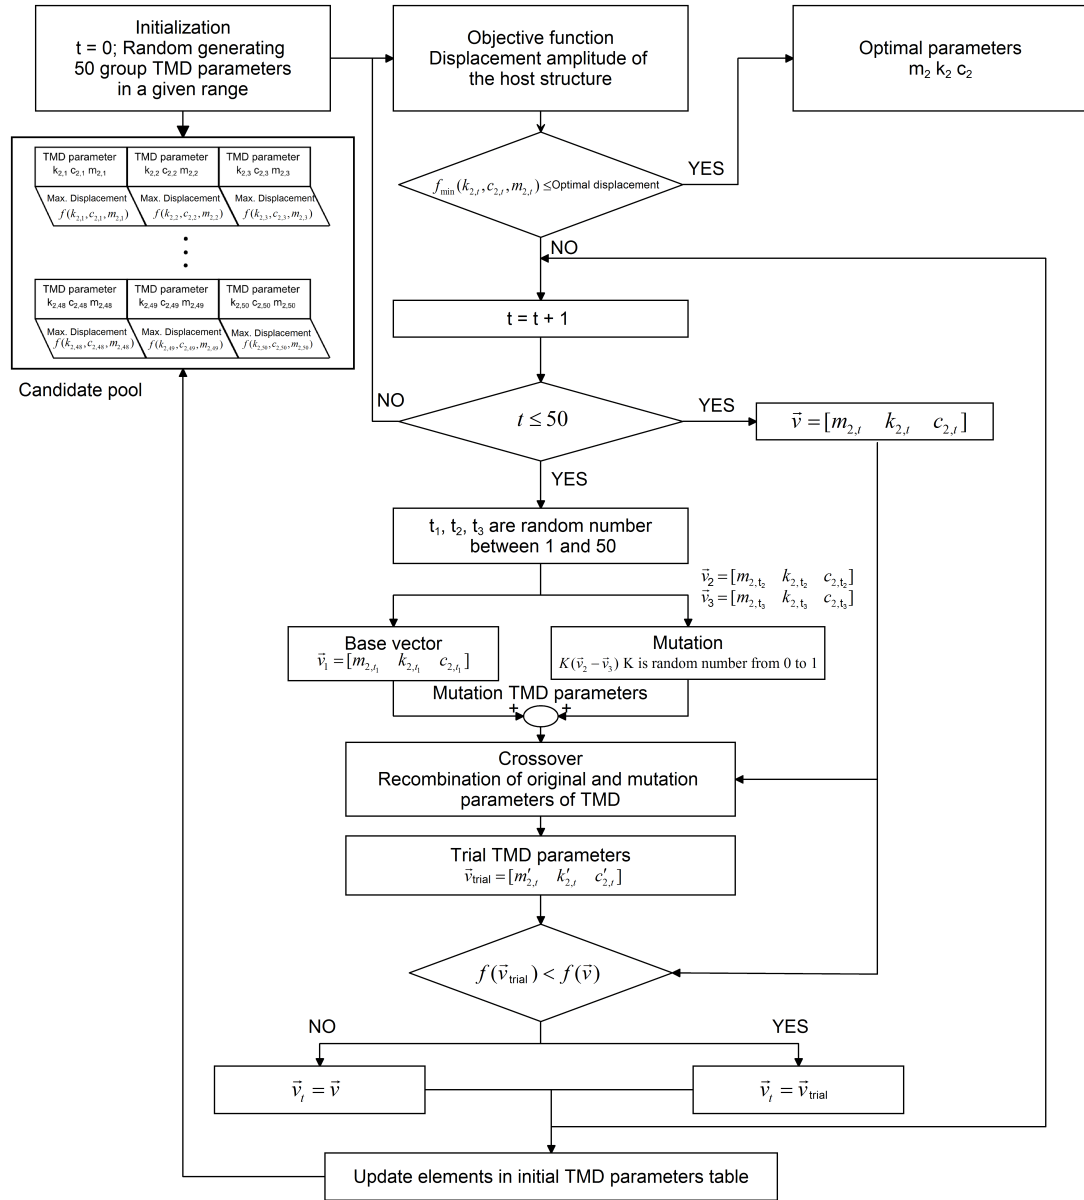 Initialization
t = 0; Random generating
50 group TMD parameters
in a given range
Objective function
Displacement amplitude of
the host structure
Optimal parameters
m₂ k₂ c₂
TMD parameter
k₂,₁ c₂,₁ m₂,₁
TMD parameter
k₂,₂ c₂,₂ m₂,₂
TMD parameter
k₂,₃ c₂,₃ m₂,₃
Max. Displacement
f(k₂,₁,c₂,₁,m₂,₁)
Max. Displacement
f(k₂,₂,c₂,₂,m₂,₂)
Max. Displacement
f(k₂,₃,c₂,₃,m₂,₃)
TMD parameter
k₂,₄₈ c₂,₄₈ m₂,₄₈
TMD parameter
k₂,₄₉ c₂,₄₉ m₂,₄₉
TMD parameter
k₂,₅₀ c₂,₅₀ m₂,₅₀
Max. Displacement
f(k₂,₄₈,c₂,₄₈,m₂,₄₈)
Max. Displacement
f(k₂,₄₉,c₂,₄₉,m₂,₄₉)
Max. Displacement
f(k₂,₅₀,c₂,₅₀,m₂,₅₀)
Candidate pool
f_min(k₂,ₜ,c₂,ₜ,m₂,ₜ)≤Optimal displacement
YES
NO
t = t + 1
NO
t ≤ 50
YES
v⃗ = [m₂,ₜ k₂,ₜ c₂,ₜ]
YES
t₁, t₂, t₃ are random number
between 1 and 50
v⃗₂=[m₂,t₂ k₂,t₂ c₂,t₂]
v⃗₃=[m₂,t₃ k₂,t₃ c₂,t₃]
Base vector
v⃗₁=[m₂,t₁ k₂,t₁ c₂,t₁]
Mutation
K(v⃗₂−v⃗₃) K is random number from 0 to 1
Mutation TMD parameters
+ +
Crossover
Recombination of original and mutation
parameters of TMD
Trial TMD parameters
v⃗trial=[m′₂,ₜ k′₂,ₜ c′₂,ₜ]
f(v⃗trial) < f(v⃗)
NO
YES
v⃗ₜ = v⃗
v⃗ₜ = v⃗trial
Update elements in initial TMD parameters table